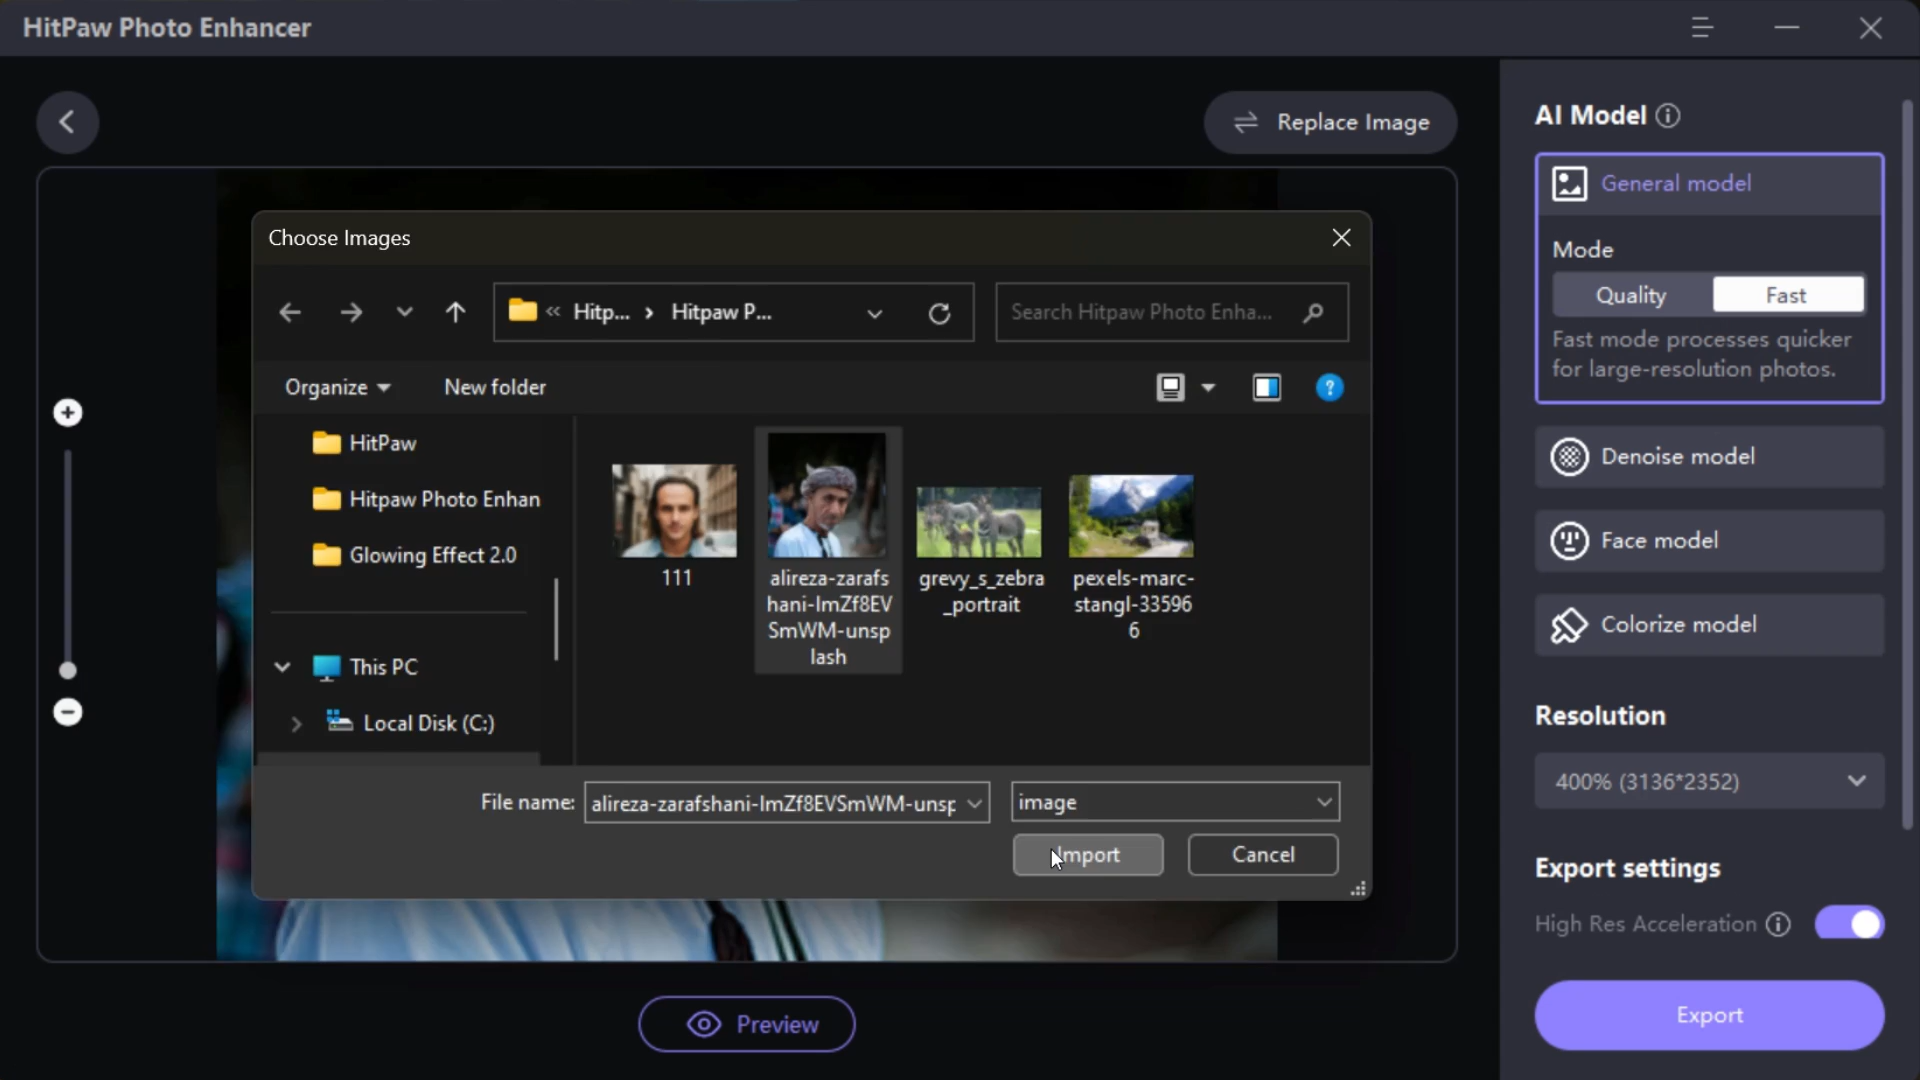 HitPaw Photo Enhancer
Replace Image
AI Model
General model
Mode
Quality
Fast
Fast mode processes quicker
for large-resolution photos.
Denoise model
Face model
Colorize model
Resolution
400% (3136*2352)
Export settings
High Res Acceleration
Export
Choose Images
« Hitp... › Hitpaw P...
Search Hitpaw Photo Enha...
Organize
New folder
HitPaw
Hitpaw Photo Enhan
Glowing Effect 2.0
This PC
Local Disk (C:)
111
alireza-zarafs
hani-ImZf8EV
SmWM-unsp
lash
grevy_s_zebra
_portrait
pexels-marc-
stangl-33596
6
File name:
alireza-zarafshani-ImZf8EVSmWM-unsp
image
Import
Cancel
Preview